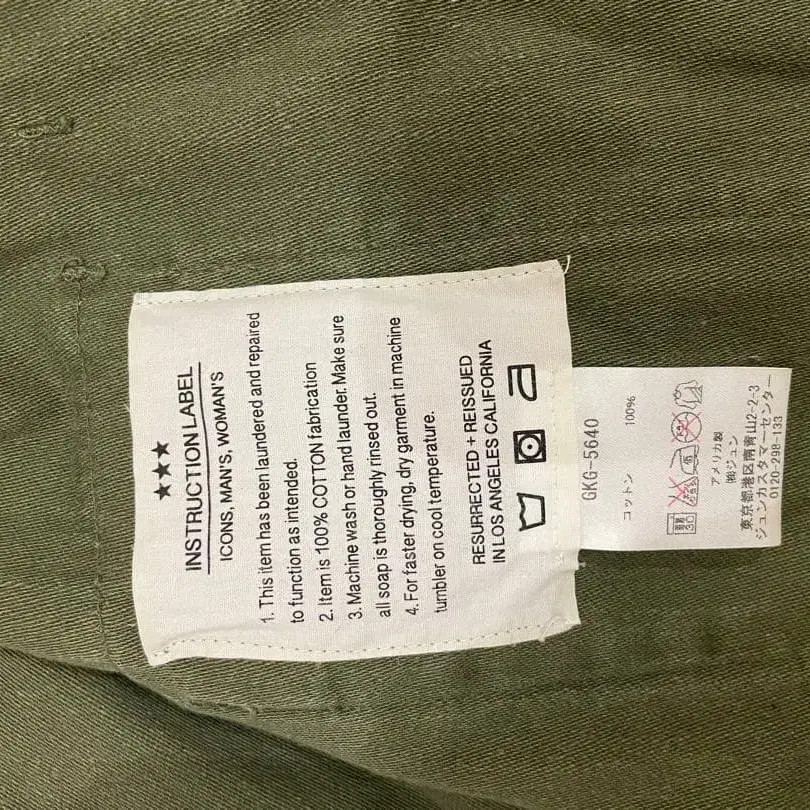 ★★★
INSTRUCTION LABEL
ICONS, MAN'S, WOMAN'S
1. This item has been laundered and repaired
to function as intended.
2. Item is 100% COTTON fabrication
3. Machine wash or hand launder. Make sure
all soap is thoroughly rinsed out.
4. For faster drying, dry garment in machine
tumbler on cool temperature.
RESURRECTED + REISSUED
IN LOS ANGELES CALIFORNIA
GKG-5640
コットン 100%
アメリカ製
㈱ジュン
東京都港区南青山2-2-3
ジュンカスタマーセンター
0120-298-133